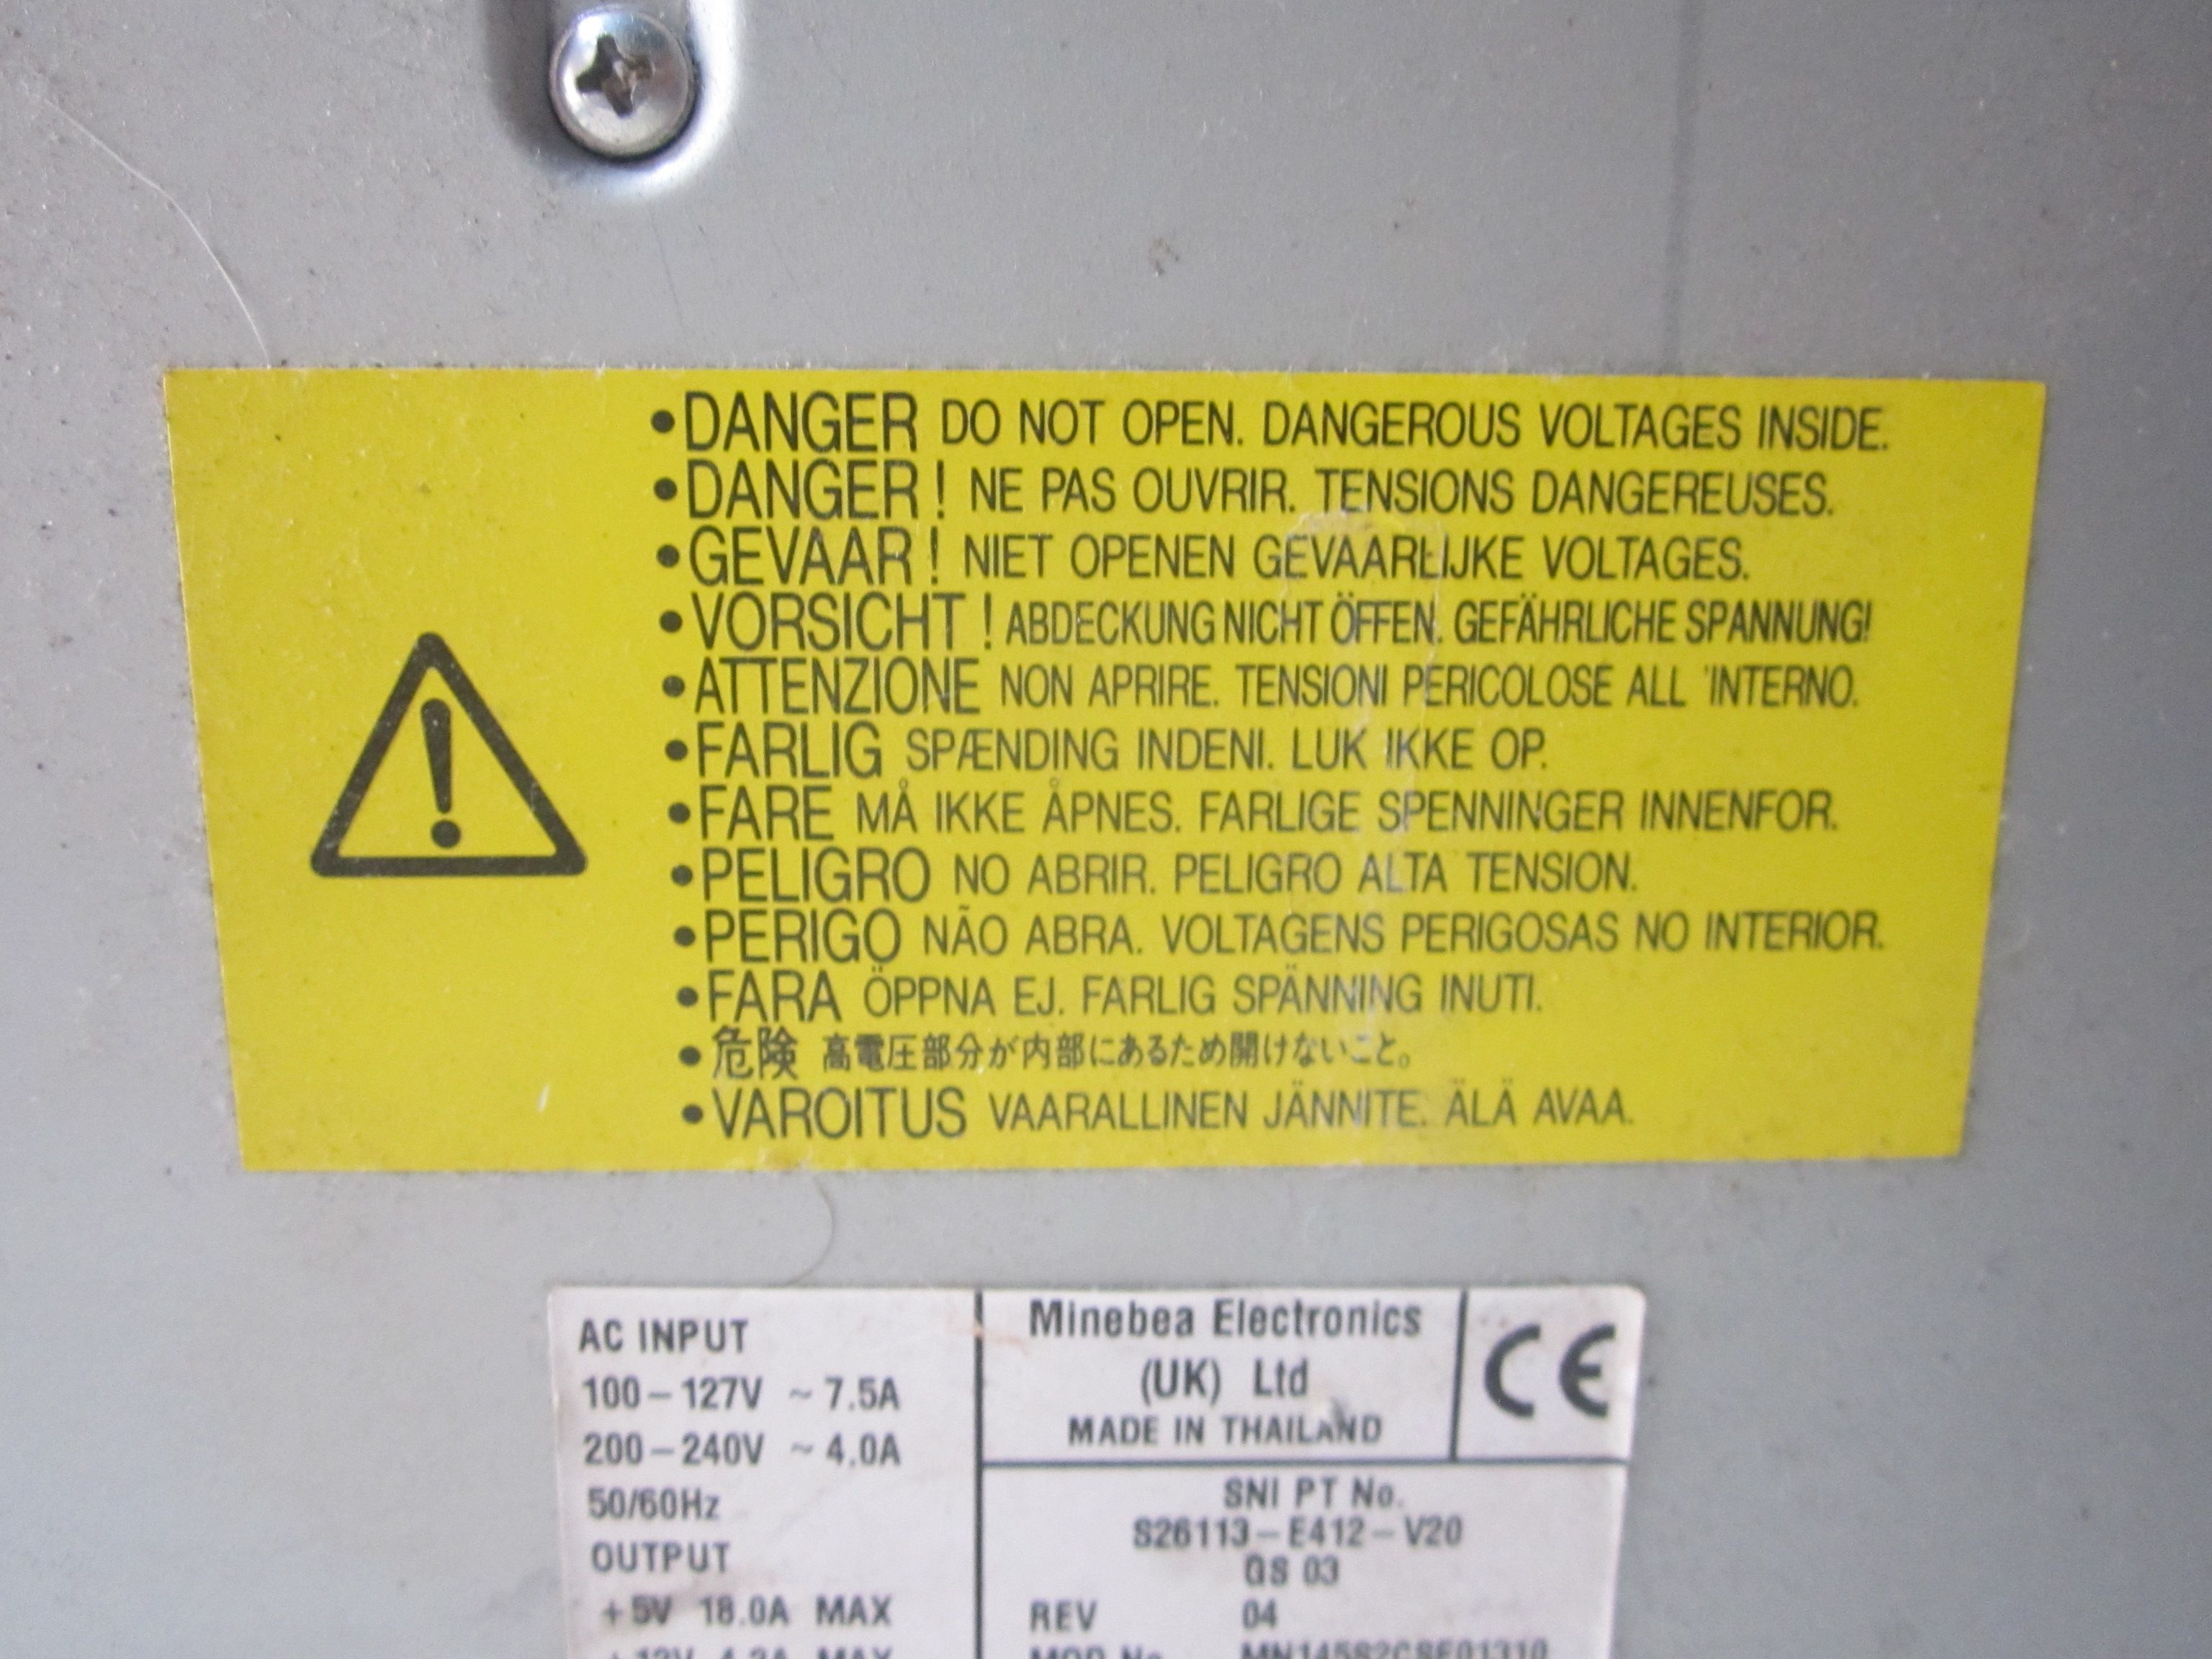 •DANGER DO NOT OPEN. DANGEROUS VOLTAGES INSIDE.
•DANGER! NE PAS OUVRIR. TENSIONS DANGEREUSES.
•GEVAAR! NIET OPENEN GEVAARLIJKE VOLTAGES.
•VORSICHT! ABDECKUNG NICHT ÖFFEN. GEFÄHRLICHE SPANNUNG!
•ATTENZIONE NON APRIRE. TENSIONI PERICOLOSE ALL 'INTERNO.
•FARLIG SPÆNDING INDENI. LUK IKKE OP.
•FARE MÅ IKKE ÅPNES. FARLIGE SPENNINGER INNENFOR.
•PELIGRO NO ABRIR. PELIGRO ALTA TENSION.
•PERIGO NÃO ABRA. VOLTAGENS PERIGOSAS NO INTERIOR.
•FARA ÖPPNA EJ. FARLIG SPÄNNING INUTI.
•危険 高電圧部分が内部にあるため開けないこと。
•VAROITUS VAARALLINEN JÄNNITE. ÄLÄ AVAA.
AC INPUT
100-127V ~ 7.5A
200-240V ~ 4.0A
50/60Hz
OUTPUT
+5V 18.0A MAX
+12V 4.2A MAX
Minebea Electronics
(UK) Ltd
MADE IN THAILAND
CE
SNI PT No.
S26113-E412-V20
GS 03
REV 04
MOD No.